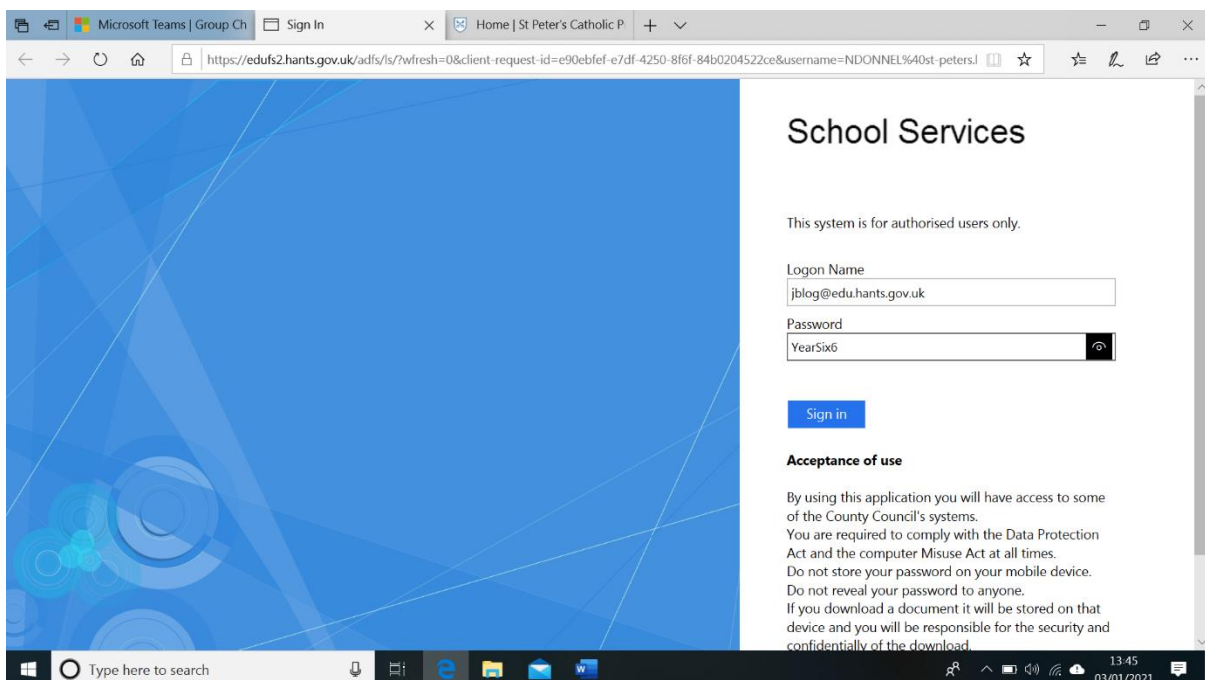 Microsoft Teams | Group Ch
Sign In
Home | St Peter's Catholic P
https://edufs2.hants.gov.uk/adfs/ls/?wfresh=0&client-request-id=e90ebfef-e7df-4250-8f6f-84b0204522ce&username=NDONNEL%40st-peters.l
School Services
This system is for authorised users only.
Logon Name
jblog@edu.hants.gov.uk
Password
YearSix6
Sign in
Acceptance of use
By using this application you will have access to some
of the County Council's systems.
You are required to comply with the Data Protection
Act and the computer Misuse Act at all times.
Do not store your password on your mobile device.
Do not reveal your password to anyone.
If you download a document it will be stored on that
device and you will be responsible for the security and
confidentially of the download.
Type here to search
13:45
03/01/2021